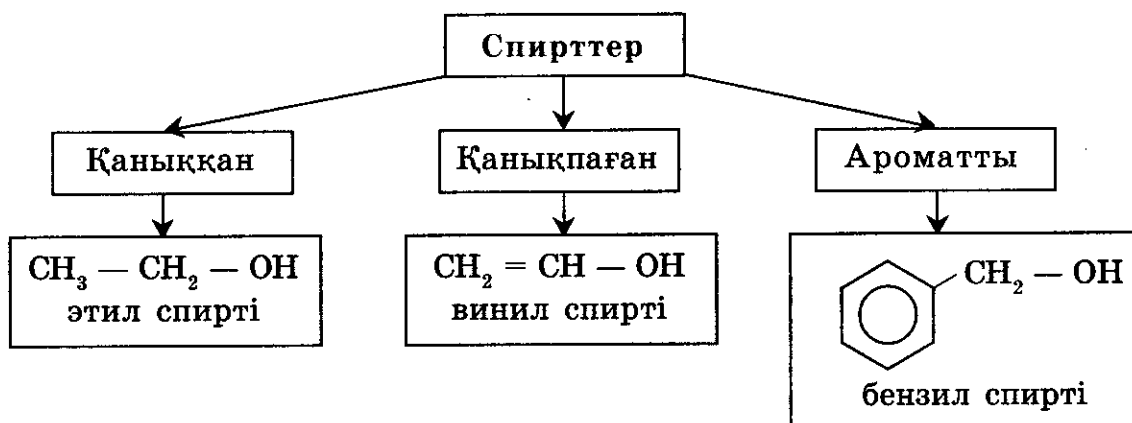 Спирттер
Қаныққан
Қанықпаған
Ароматты
CH₃ — CH₂ — OH
этил спирті
CH₂ = CH — OH
винил спирті
CH₂ — OH
бензил спирті